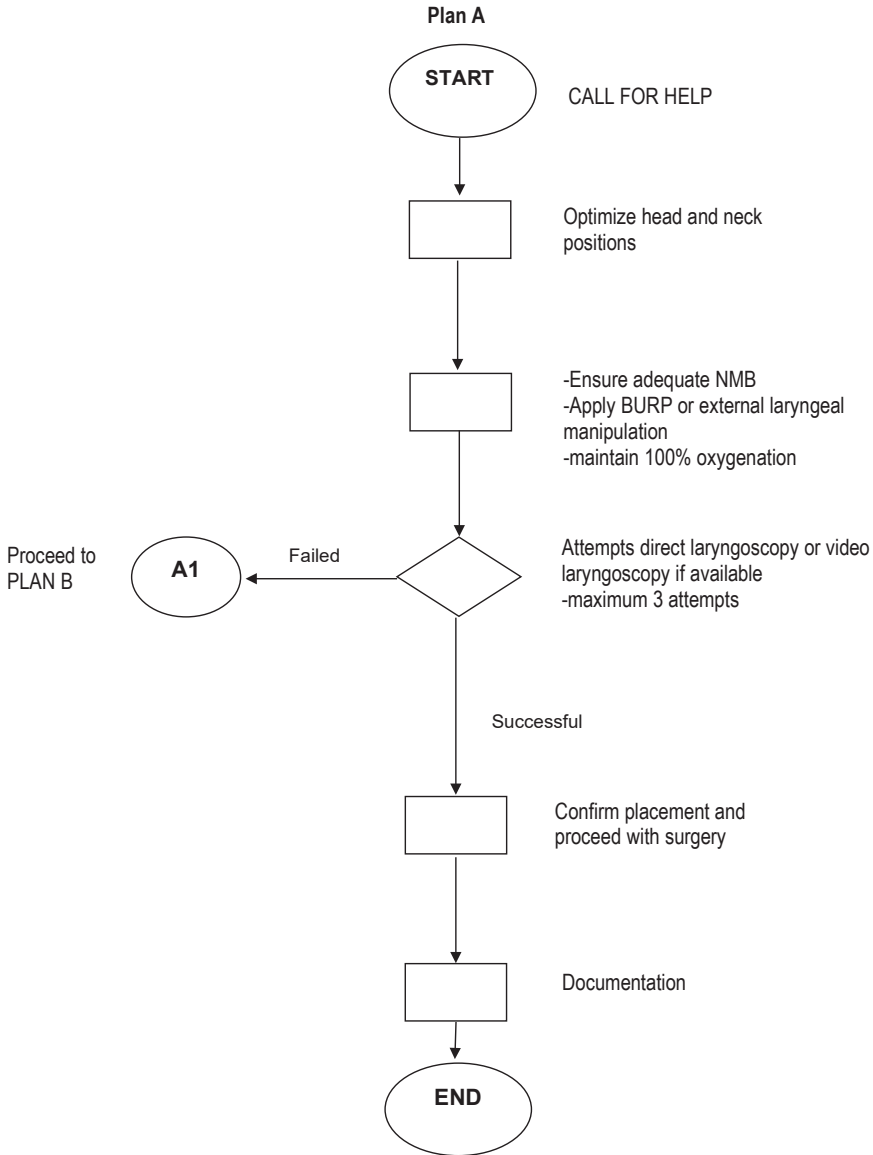 Plan A
START
CALL FOR HELP
Optimize head and neck
positions
-Ensure adequate NMB
-Apply BURP or external laryngeal
manipulation
-maintain 100% oxygenation
Proceed to
PLAN B
A1
Failed
Attempts direct laryngoscopy or video
laryngoscopy if available
-maximum 3 attempts
Successful
Confirm placement and
proceed with surgery
Documentation
END